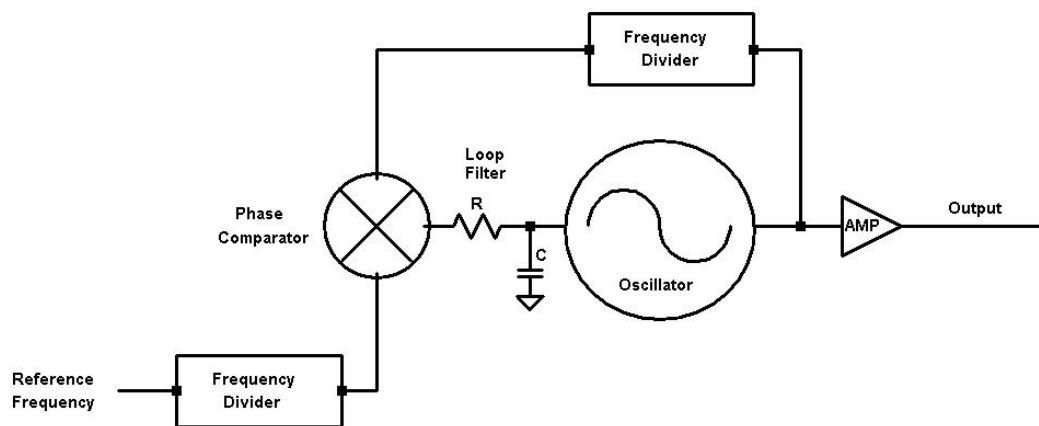 Frequency
Divider
Loop
Filter
R
Phase
Comparator
C
Oscillator
AMP
Output
Reference
Frequency
Frequency
Divider